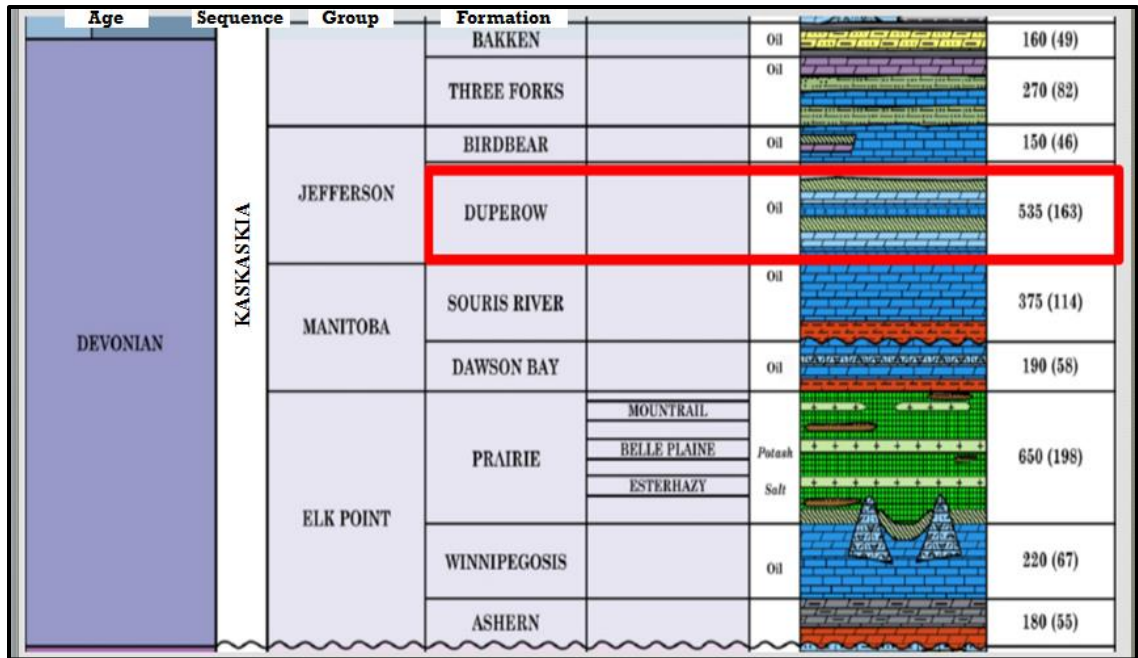 Age Sequence Group Formation
BAKKEN Oil 160 (49)
THREE FORKS Oil 270 (82)
BIRDBEAR Oil 150 (46)
JEFFERSON
DUPEROW Oil 535 (163)
KASKASKIA
SOURIS RIVER Oil 375 (114)
MANITOBA
DEVONIAN
DAWSON BAY Oil 190 (58)
MOUNTRAIL
PRAIRIE BELLE PLAINE Potash 650 (198)
ESTERHAZY Salt
ELK POINT
WINNIPEGOSIS Oil 220 (67)
ASHERN 180 (55)